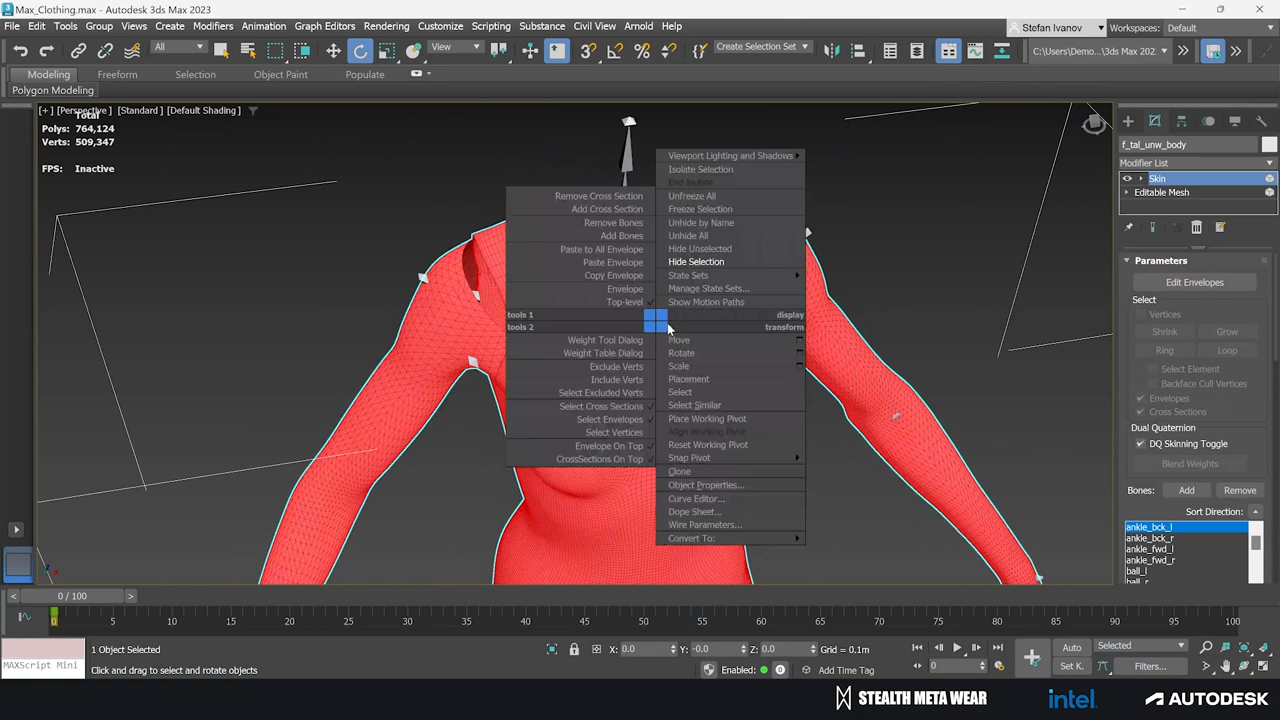 Max_Clothing.max - Autodesk 3ds Max 2023
File Edit Tools Group Views Create Modifiers Animation Graph Editors Rendering Customize Scripting Substance Civil View Arnold Help
Stefan Ivanov
Workspaces: Default
All
View
Create Selection Set
C:\Users\Demo...\3ds Max 2022
Modeling Freeform Selection Object Paint Populate
Polygon Modeling
[+] [Perspective] [Standard] [Default Shading]
Total
Polys: 764,124
Verts: 509,347
FPS: Inactive
Remove Cross Section
Add Cross Section
Remove Bones
Add Bones
Paste to All Envelope
Paste Envelope
Copy Envelope
Envelope
Top-level
tools 1
tools 2
Weight Tool Dialog
Weight Table Dialog
Exclude Verts
Include Verts
Select Excluded Verts
Select Cross Sections
Select Envelopes
Select Vertices
Envelope On Top
CrossSections On Top
Viewport Lighting and Shadows
Isolate Selection
End Isolate
Unfreeze All
Freeze Selection
Unhide by Name
Unhide All
Hide Unselected
Hide Selection
State Sets
Manage State Sets...
Show Motion Paths
display
transform
Move
Rotate
Scale
Placement
Select
Select Similar
Place Working Pivot
Align Working Pivot
Reset Working Pivot
Snap Pivot
Clone
Object Properties...
Curve Editor...
Dope Sheet...
Wire Parameters...
Convert To:
f_tal_unw_body
Modifier List
Skin
Editable Mesh
Parameters
Edit Envelopes
Select
Vertices
Shrink Grow
Ring Loop
Select Element
Backface Cull Vertices
Envelopes
Cross Sections
Dual Quaternion
DQ Skinning Toggle
Blend Weights
Bones: Add Remove
Sort Direction:
ankle_bck_l
ankle_bck_r
ankle_fwd_l
ankle_fwd_r
ball_l
ball_r
0 / 100
0 5 10 15 20 25 30 35 40 45 50 55 60 65 70 75 80 85 90 95 100
MAXScript Mini
1 Object Selected
Click and drag to select and rotate objects
X: 0.0 Y: -0.0 Z: 0.0 Grid = 0.1m
Enabled: 0 Add Time Tag
0
Auto Selected
Set K. Filters...
STEALTH META WEAR
intel
AUTODESK